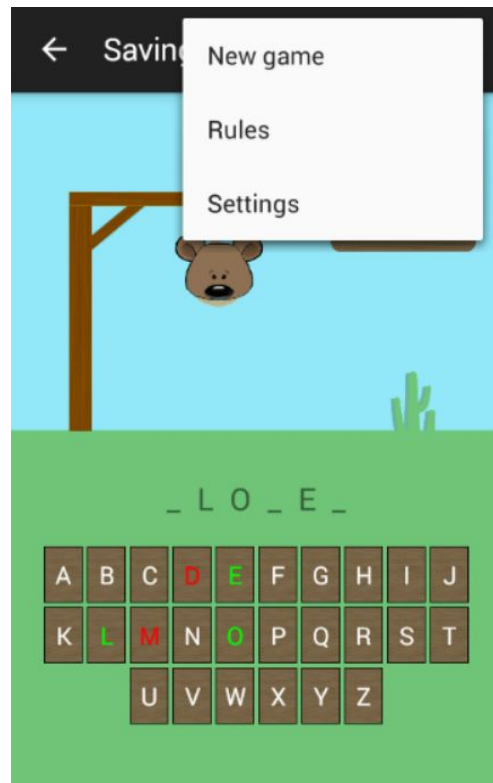 ← Saving
New game
Rules
Settings
_ L O _ E _
A B C D E F G H I J
K L M N O P Q R S T
U V W X Y Z